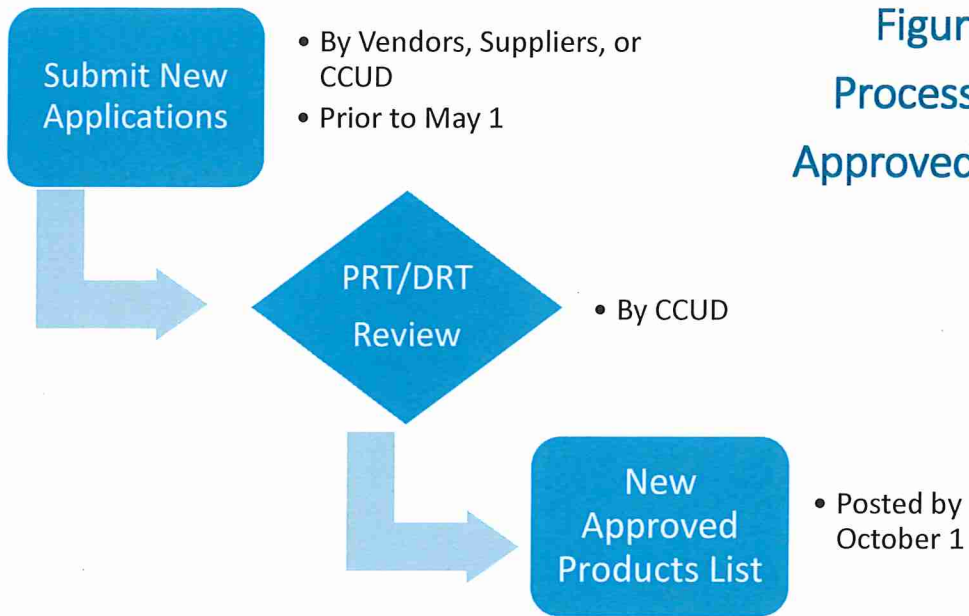 Submit New
Applications
• By Vendors, Suppliers, or
CCUD
• Prior to May 1
Process
Approved
PRT/DRT
Review
• By CCUD
New
Approved
Products List
• Posted by
October 1